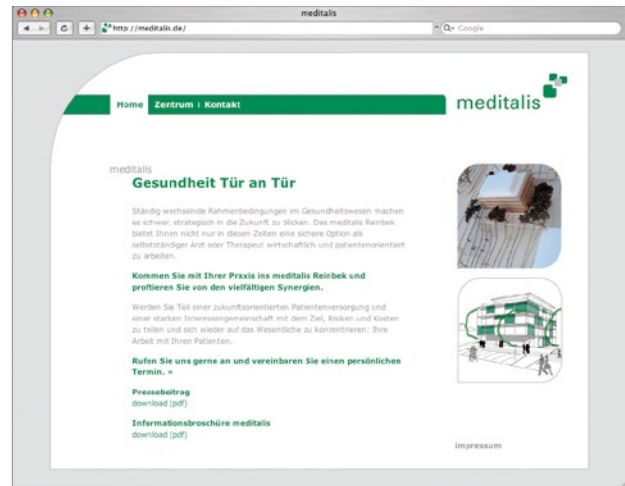 meditalis
http://meditalis.de/
Google
Home Zentrum | Kontakt
meditalis
meditalis
Gesundheit Tür an Tür
Ständig wechselnde Rahmenbedingungen im Gesundheitswesen machen
es schwer, strategisch in die Zukunft zu blicken. Das meditalis Reinbek
bietet Ihnen nicht nur in diesen Zeiten eine sichere Option als
selbstständiger Arzt oder Therapeut wirtschaftlich und patientenorientiert
zu arbeiten.
Kommen Sie mit Ihrer Praxis ins meditalis Reinbek und
profitieren Sie von den vielfältigen Synergien.
Werden Sie Teil einer zukunftsorientierten Patientenversorgung und
einer starken Interessengemeinschaft mit dem Ziel, Risiken und Kosten
zu teilen und sich wieder auf das Wesentliche zu konzentrieren: Ihre
Arbeit mit Ihren Patienten.
Rufen Sie uns gerne an und vereinbaren Sie einen persönlichen
Termin. »
Pressebeitrag
download (pdf)
Informationsbroschüre meditalis
download (pdf)
impressum